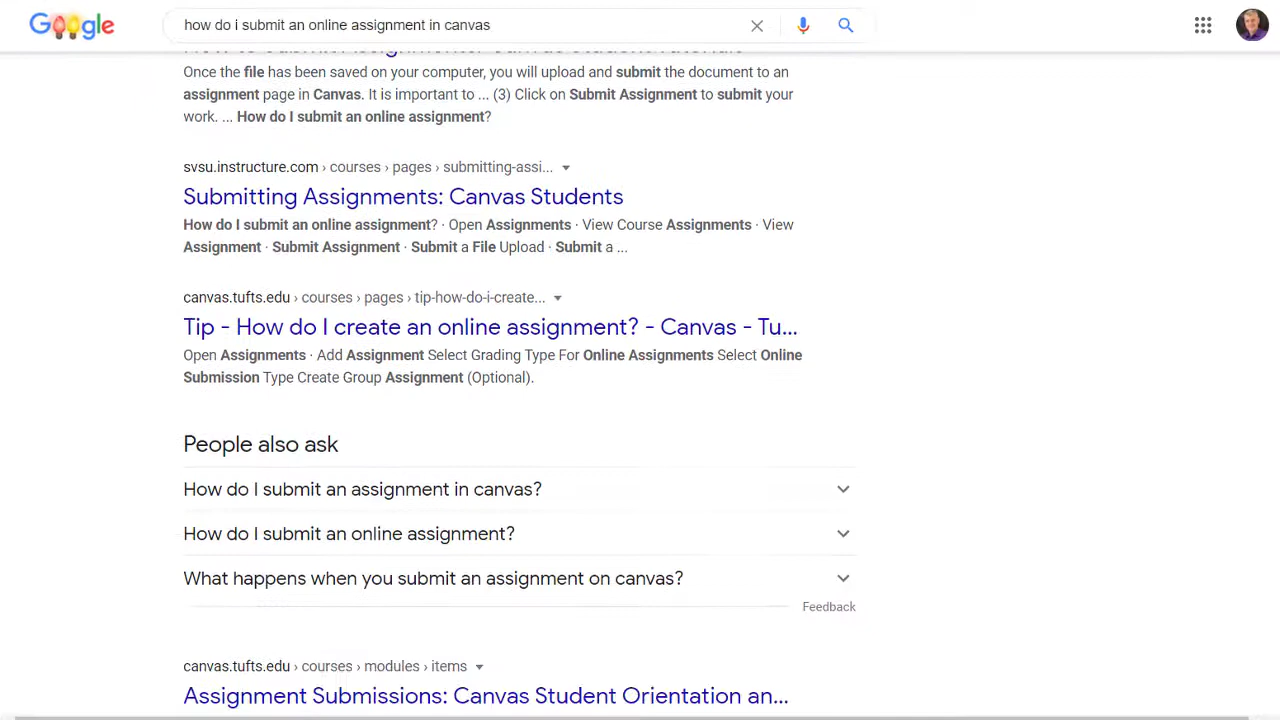 Google
how do i submit an online assignment in canvas
Once the file has been saved on your computer, you will upload and submit the document to an
assignment page in Canvas. It is important to ... (3) Click on Submit Assignment to submit your
work. ... How do I submit an online assignment?
svsu.instructure.com › courses › pages › submitting-assi...
Submitting Assignments: Canvas Students
How do I submit an online assignment? · Open Assignments · View Course Assignments · View
Assignment · Submit Assignment · Submit a File Upload · Submit a ...
canvas.tufts.edu › courses › pages › tip-how-do-i-create...
Tip - How do I create an online assignment? - Canvas - Tu...
Open Assignments · Add Assignment Select Grading Type For Online Assignments Select Online
Submission Type Create Group Assignment (Optional).
People also ask
How do I submit an assignment in canvas?
How do I submit an online assignment?
What happens when you submit an assignment on canvas?
Feedback
canvas.tufts.edu › courses › modules › items
Assignment Submissions: Canvas Student Orientation an...